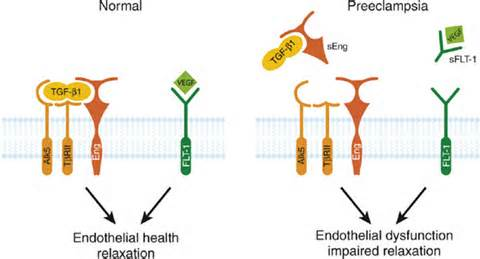 Normal
TGF-β1
VEGF
Alk5
TβRII
Eng
FLT-1
Endothelial health
relaxation
Preeclampsia
TGF-β1
sEng
VEGF
sFLT-1
Alk5
TβRII
Eng
FLT-1
Endothelial dysfunction
impaired relaxation